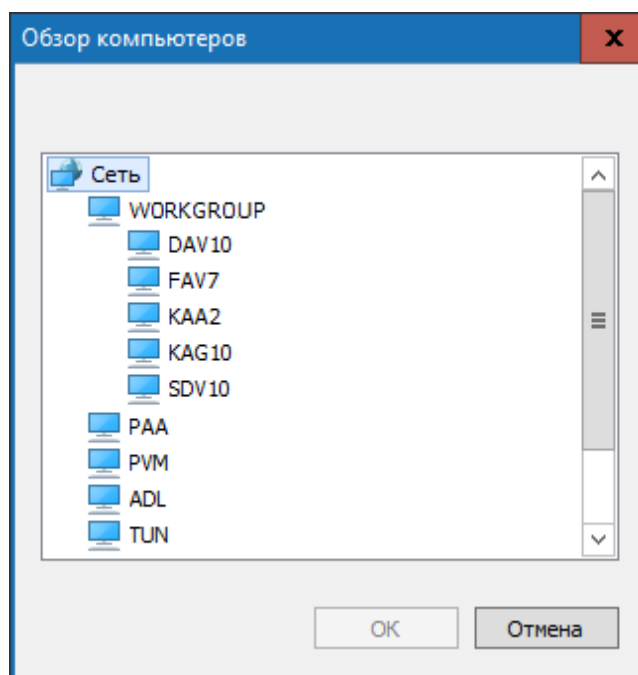 Обзор компьютеров
Сеть
WORKGROUP
DAV10
FAV7
KAA2
KAG10
SDV10
PAA
PVM
ADL
TUN
OK Отмена